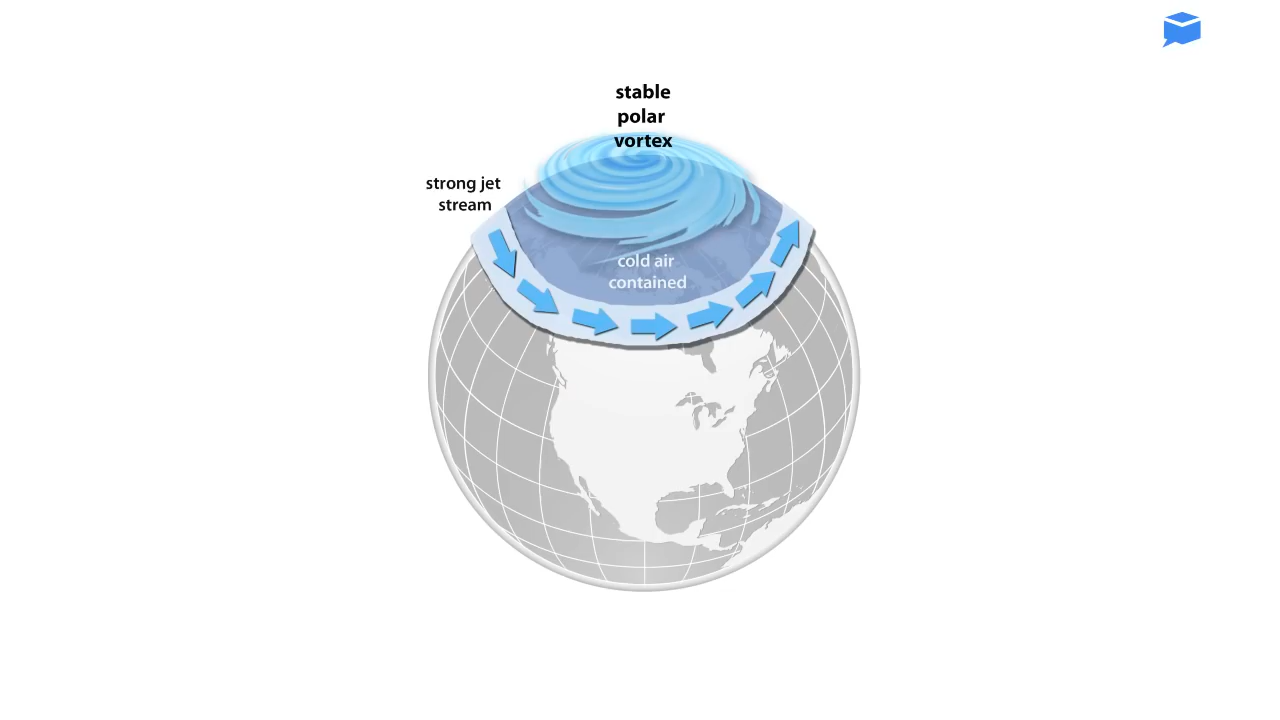 stable
polar
vortex
strong jet
stream
cold air
contained